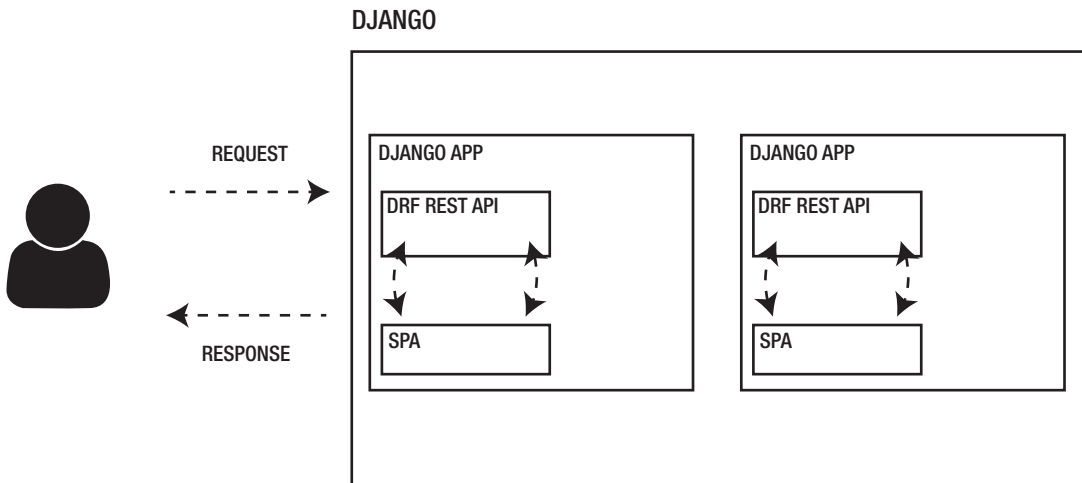 DJANGO
REQUEST
RESPONSE
DJANGO APP
DRF REST API
SPA
DJANGO APP
DRF REST API
SPA